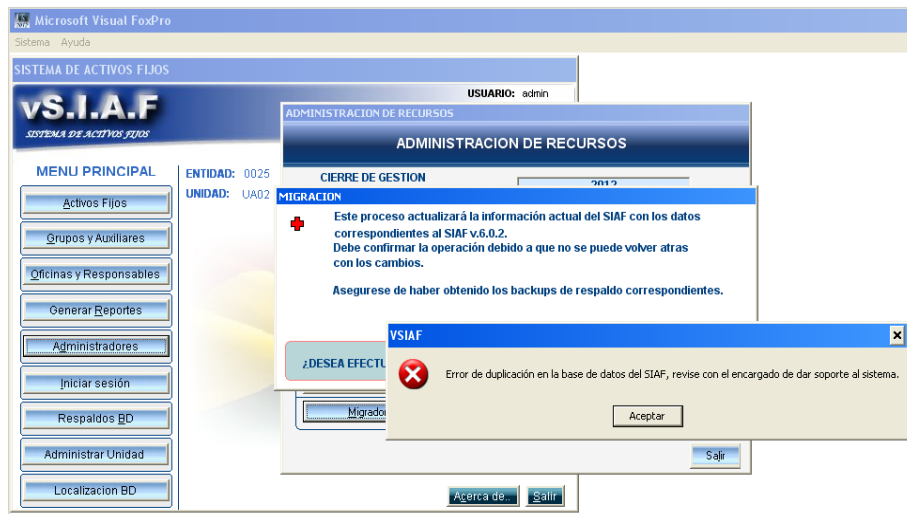 Microsoft Visual FoxPro
Sistema Ayuda
SISTEMA DE ACTIVOS FIJOS
vS.I.A.F
SISTEMA DE ACTIVOS FIJOS
USUARIO: admin
MENU PRINCIPAL
Activos Fijos
Grupos y Auxiliares
Oficinas y Responsables
Generar Reportes
Administradores
Iniciar sesión
Respaldos BD
Administrar Unidad
Localizacion BD
ENTIDAD: 0025
UNIDAD: UA02
ADMINISTRACION DE RECURSOS
ADMINISTRACION DE RECURSOS
CIERRE DE GESTION
2012
MIGRACION
Este proceso actualizará la información actual del SIAF con los datos
correspondientes al SIAF v.6.0.2.
Debe confirmar la operación debido a que no se puede volver atras
con los cambios.
Asegurese de haber obtenido los backups de respaldo correspondientes.
¿DESEA EFECTU
VSIAF
Error de duplicación en la base de datos del SIAF, revise con el encargado de dar soporte al sistema.
Aceptar
Migrador
Salir
Acerca de..
Salir